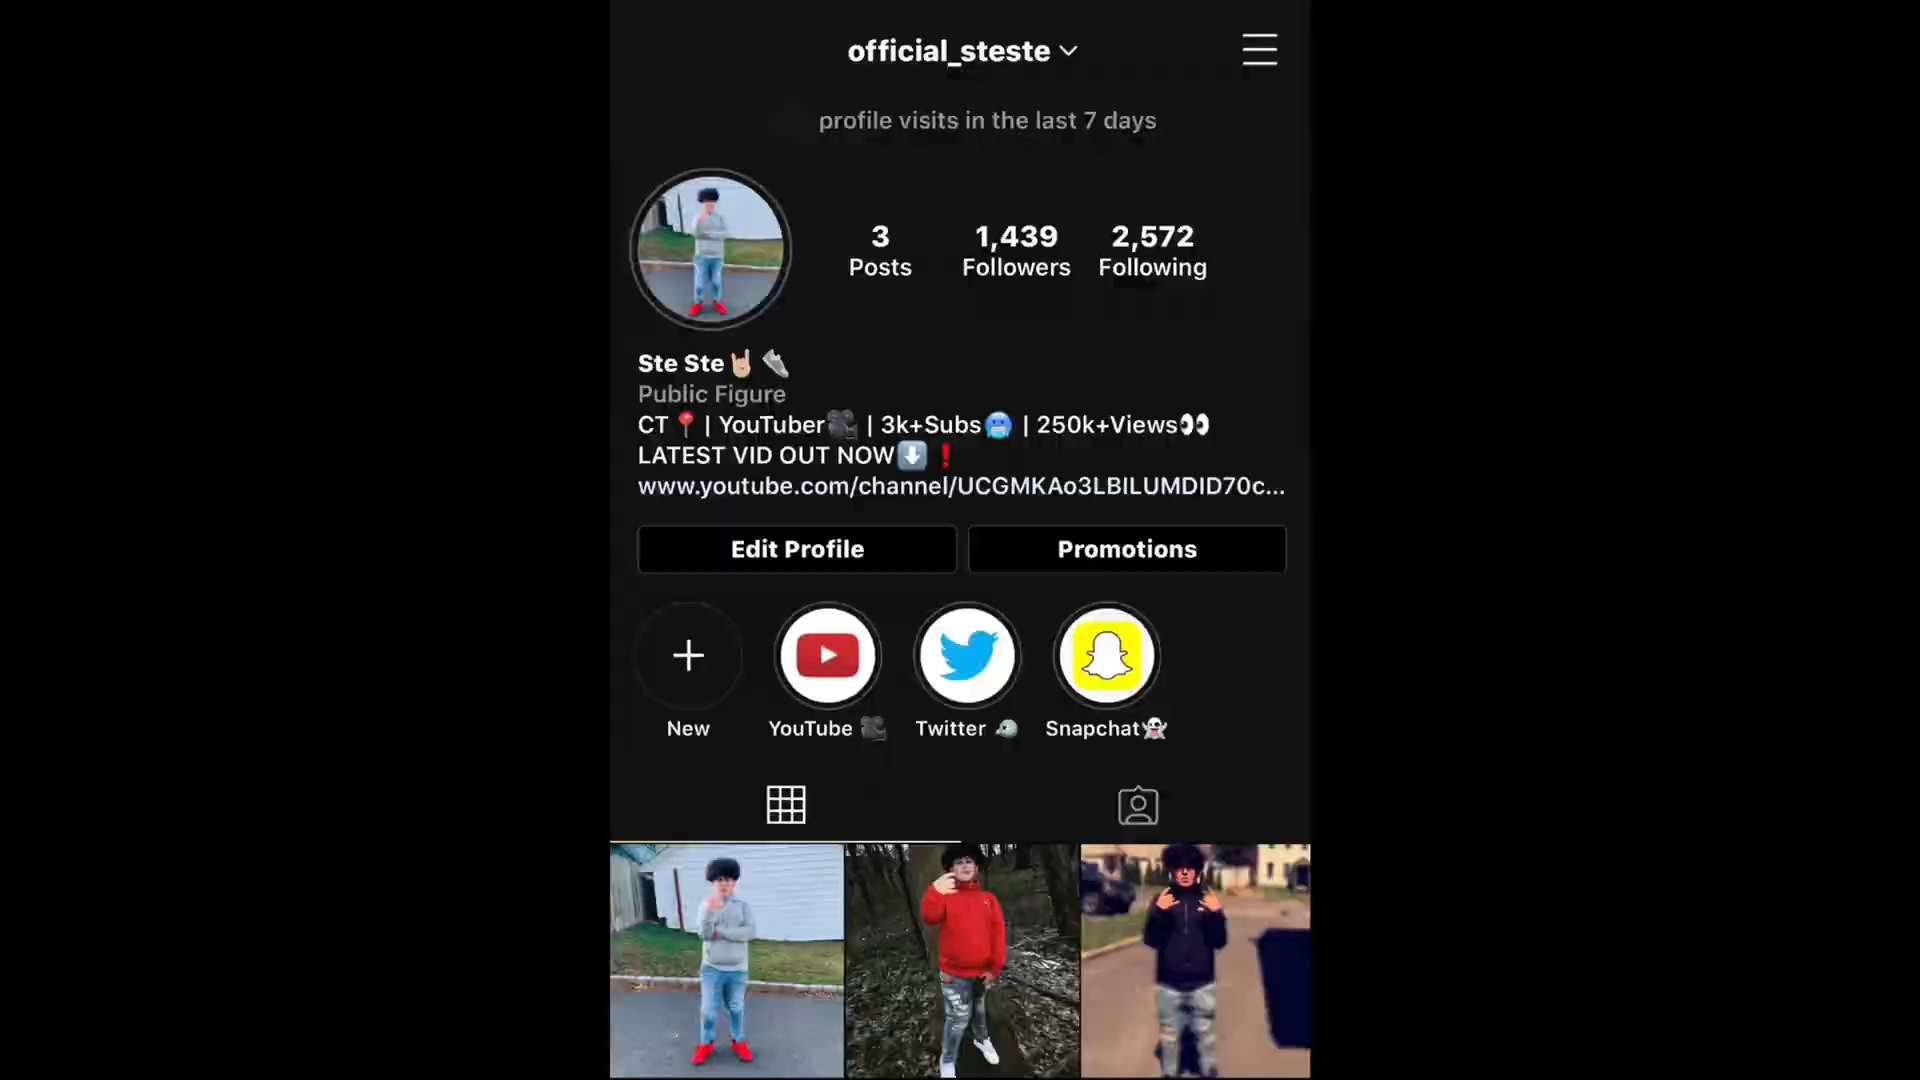 official_steste
profile visits in the last 7 days
3 1,439 2,572
Posts Followers Following
Ste Ste🤘🏼 👟
Public Figure
CT📍| YouTuber🎥 | 3k+Subs🥶 | 250k+Views👀
LATEST VID OUT NOW⬇️❗
www.youtube.com/channel/UCGMKAo3LBILUMDID70c...
Edit Profile Promotions
New YouTube 🎥 Twitter 🐦 Snapchat👻